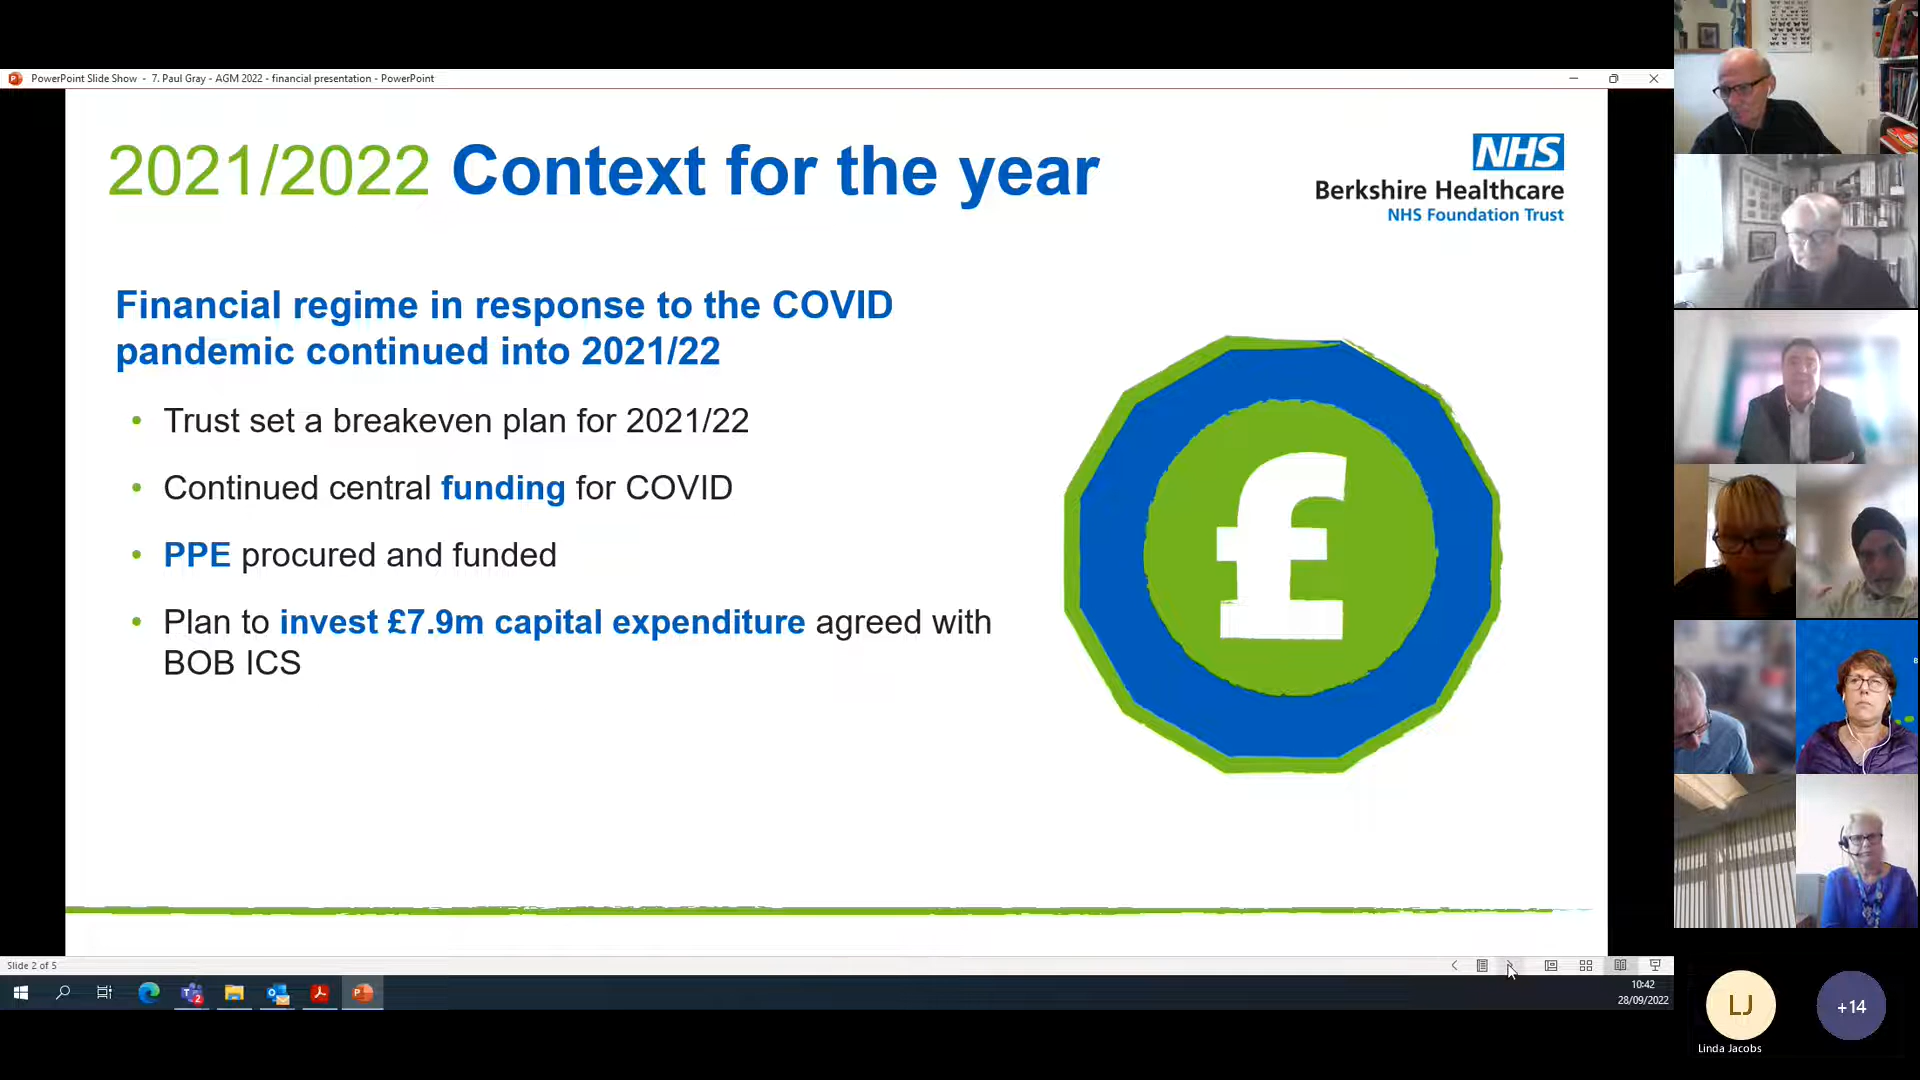 PowerPoint Slide Show - 7. Paul Gray - AGM 2022 - financial presentation - PowerPoint
2021/2022 Context for the year
NHS
Berkshire Healthcare
NHS Foundation Trust
Financial regime in response to the COVID
pandemic continued into 2021/22
• Trust set a breakeven plan for 2021/22
• Continued central funding for COVID
• PPE procured and funded
• Plan to invest £7.9m capital expenditure agreed with
BOB ICS
£
Slide 2 of 5
10:42
28/09/2022
LJ
+14
Linda Jacobs